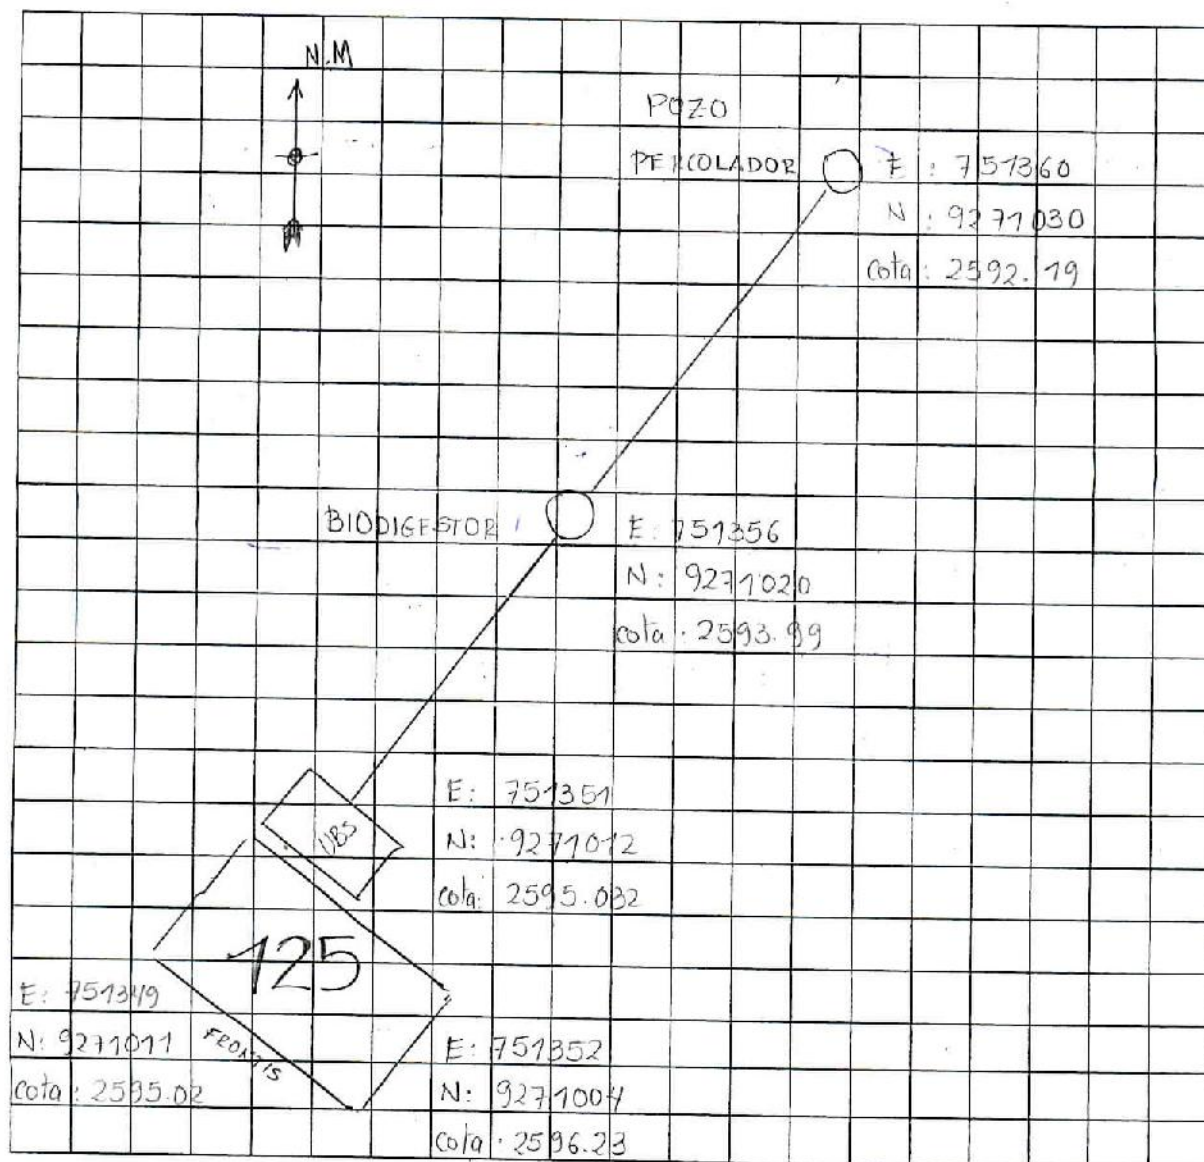 N.M
POZO
PERCOLADOR
E : 751360
N : 9271030
cota : 2592.19
BIODIGESTOR
E: 751356
N: 9271020
cota : 2593.99
E: 751351
N: 9271012
cota: 2595.032
UBS
125
E: 751349
N: 9271011
cota : 2595.02
FRONTIS
E: 751352
N: 9271004
cota : 2596.23